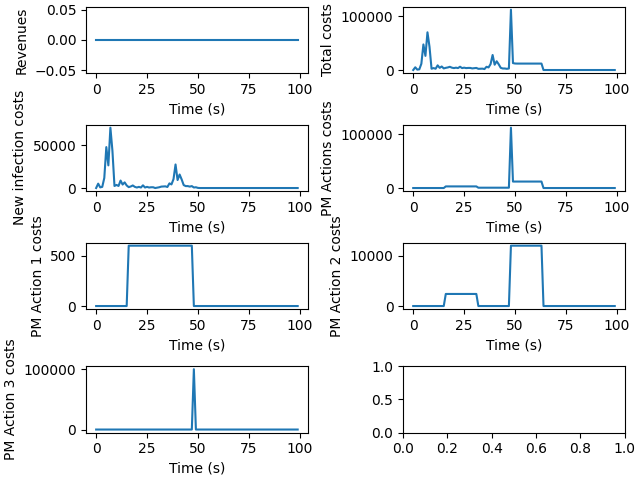 Revenues
0.05
0.00
−0.05
0 25 50 75 100
Time (s)
Total costs
100000
0
0 25 50 75 100
Time (s)
New infection costs
50000
0
0 25 50 75 100
Time (s)
PM Actions costs
100000
0
0 25 50 75 100
Time (s)
PM Action 1 costs
500
0
0 25 50 75 100
Time (s)
PM Action 2 costs
10000
0
0 25 50 75 100
Time (s)
PM Action 3 costs
100000
0
0 25 50 75 100
Time (s)
1.0
0.5
0.0
0.0 0.2 0.4 0.6 0.8 1.0